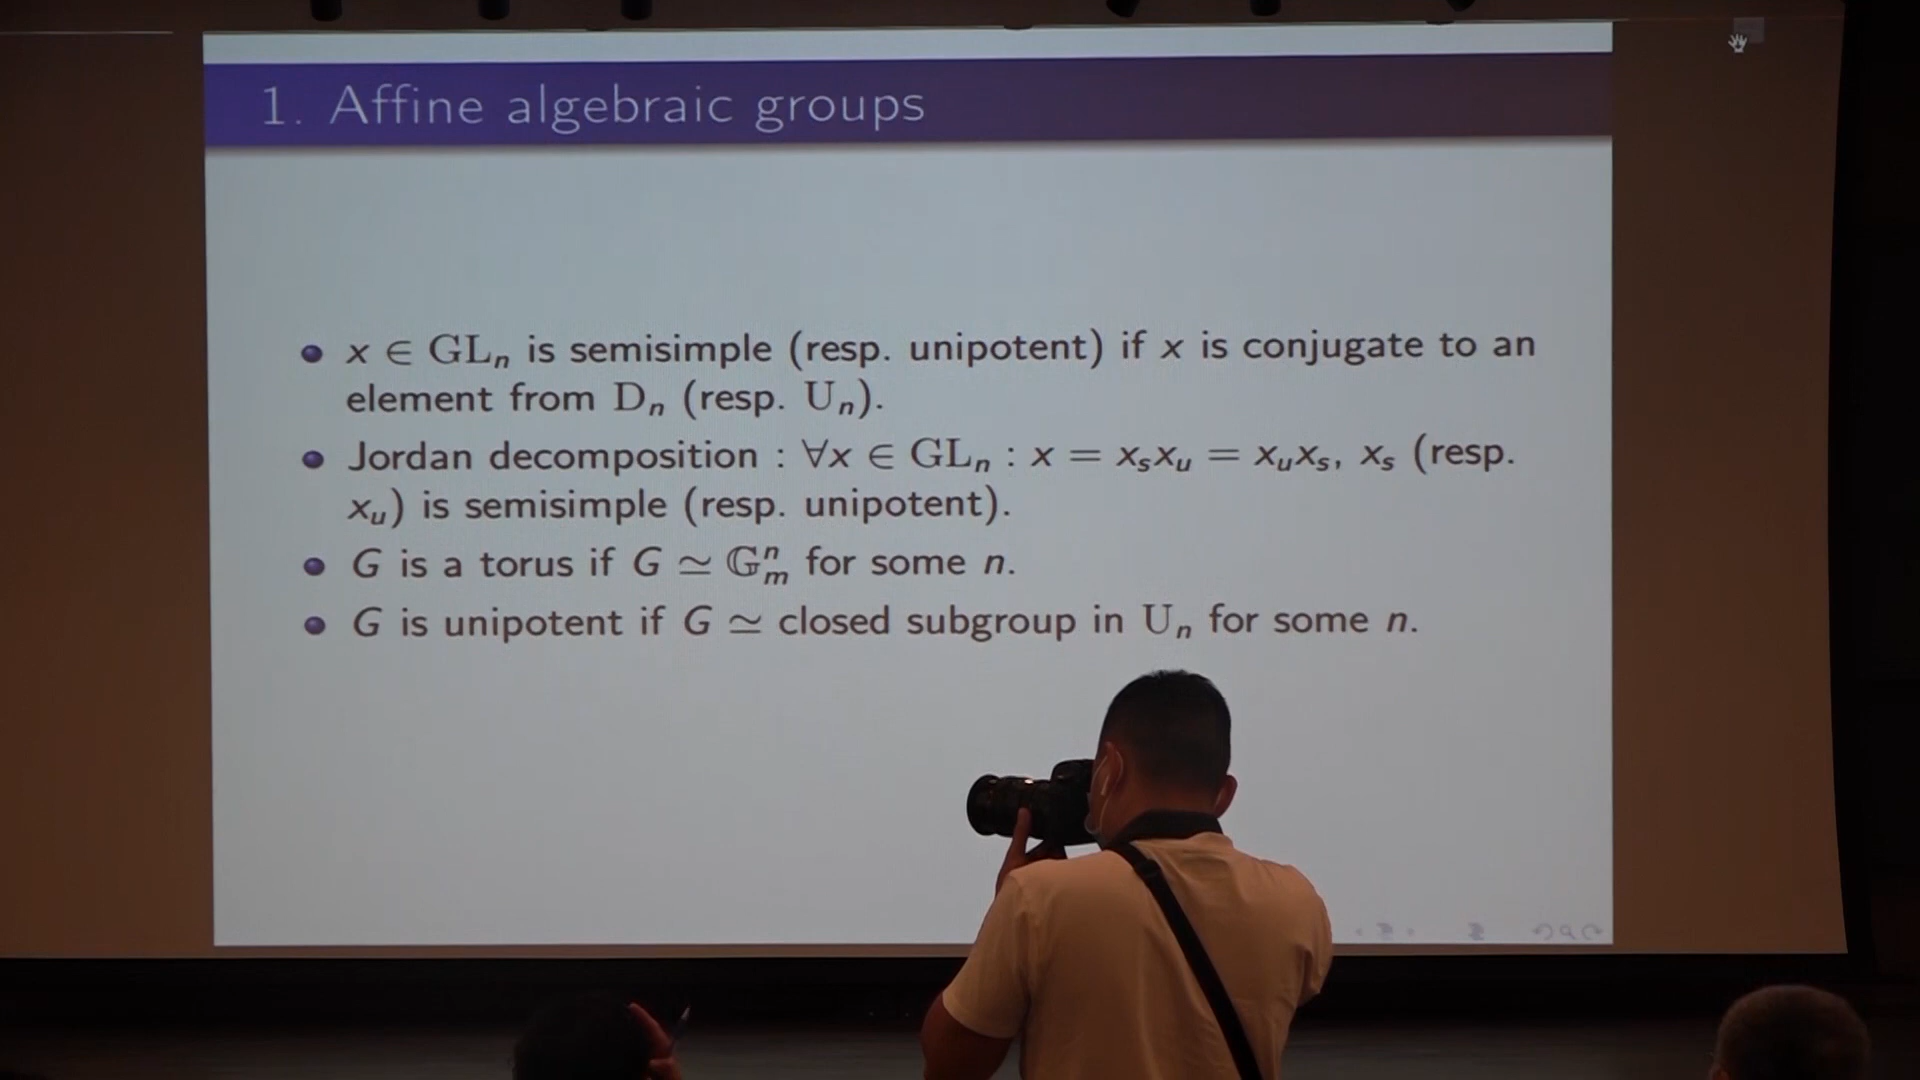 1. Affine algebraic groups
x ∈ GLₙ is semisimple (resp. unipotent) if x is conjugate to an
element from Dₙ (resp. Uₙ).
Jordan decomposition : ∀x ∈ GLₙ : x = xₛxᵤ = xᵤxₛ, xₛ (resp.
xᵤ) is semisimple (resp. unipotent).
G is a torus if G ≃ 𝔾ₘⁿ for some n.
G is unipotent if G ≃ closed subgroup in Uₙ for some n.